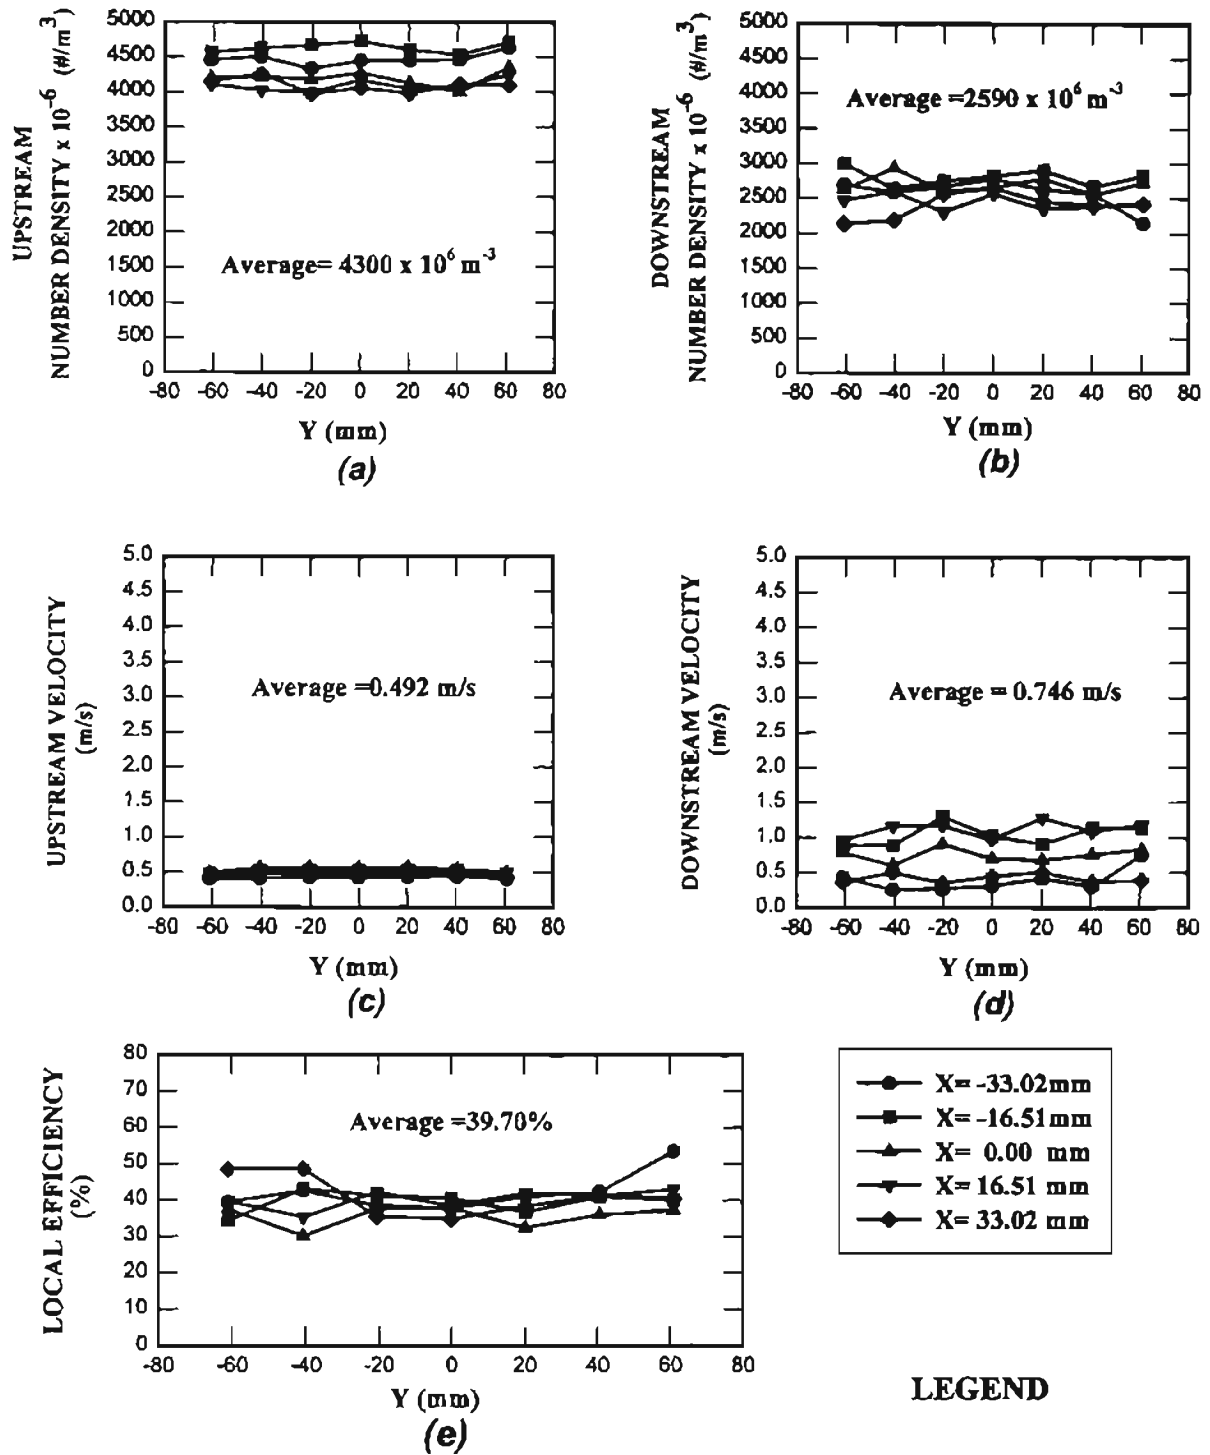 UPSTREAM
NUMBER DENSITY x 10⁻⁶ (#/m³)
5000
4500
4000
3500
3000
2500
2000
1500
1000
500
0
Average= 4300 x 10⁶ m⁻³
-80 -60 -40 -20 0 20 40 60 80
Y (mm)
(a)
DOWNSTREAM
NUMBER DENSITY x 10⁻⁶ (#/m³)
5000
4500
4000
3500
3000
2500
2000
1500
1000
500
0
Average =2590 x 10⁶ m⁻³
-80 -60 -40 -20 0 20 40 60 80
Y (mm)
(b)
UPSTREAM VELOCITY
(m/s)
5.0
4.5
4.0
3.5
3.0
2.5
2.0
1.5
1.0
0.5
0.0
Average =0.492 m/s
-80 -60 -40 -20 0 20 40 60 80
Y (mm)
(c)
DOWNSTREAM VELOCITY
(m/s)
5.0
4.5
4.0
3.5
3.0
2.5
2.0
1.5
1.0
0.5
0.0
Average = 0.746 m/s
-80 -60 -40 -20 0 20 40 60 80
Y (mm)
(d)
LOCAL EFFICIENCY
(%)
80
70
60
50
40
30
20
10
0
Average =39.70%
-80 -60 -40 -20 0 20 40 60 80
Y (mm)
(e)
X= -33.02mm
X= -16.51mm
X= 0.00 mm
X= 16.51 mm
X= 33.02 mm
LEGEND